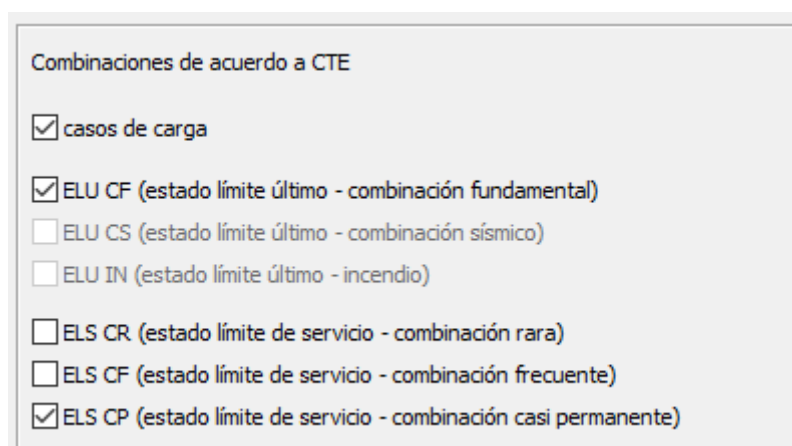 Combinaciones de acuerdo a CTE
casos de carga
ELU CF (estado límite último - combinación fundamental)
ELU CS (estado límite último - combinación sísmico)
ELU IN (estado límite último - incendio)
ELS CR (estado límite de servicio - combinación rara)
ELS CF (estado límite de servicio - combinación frecuente)
ELS CP (estado límite de servicio - combinación casi permanente)